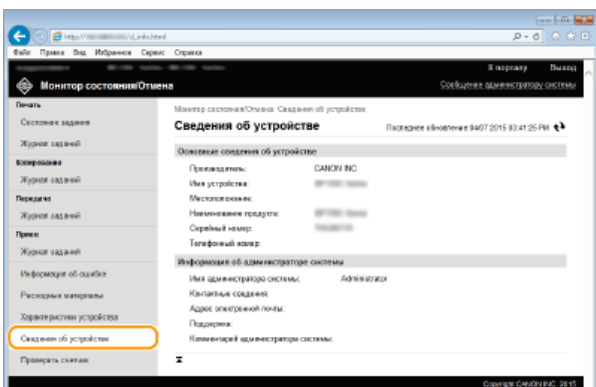 Файл Правка Вид Избранное Сервис Справка
К порталу Выход
Монитор состояния/Отмена
Сообщение администратору системы
Печать
Состояние задания
Журнал заданий
Копирование
Журнал заданий
Передача
Журнал заданий
Прием
Журнал заданий
Информация об ошибке
Расходные материалы
Характеристики устройства
Сведения об устройстве
Проверить счетчик
Монитор состояния/Отмена: Сведения об устройстве
Сведения об устройстве
Последнее обновление: 04/07 2015 03:41:25 PM
Основные сведения об устройстве
Производитель: CANON INC.
Имя устройства:
Местоположение:
Наименование продукта:
Серийный номер:
Телефонный номер:
Информация об администраторе системы
Имя администратора системы: Administrator
Контактные сведения:
Адрес электронной почты:
Поддержка:
Комментарий администратора системы:
Copyright CANON INC. 2015